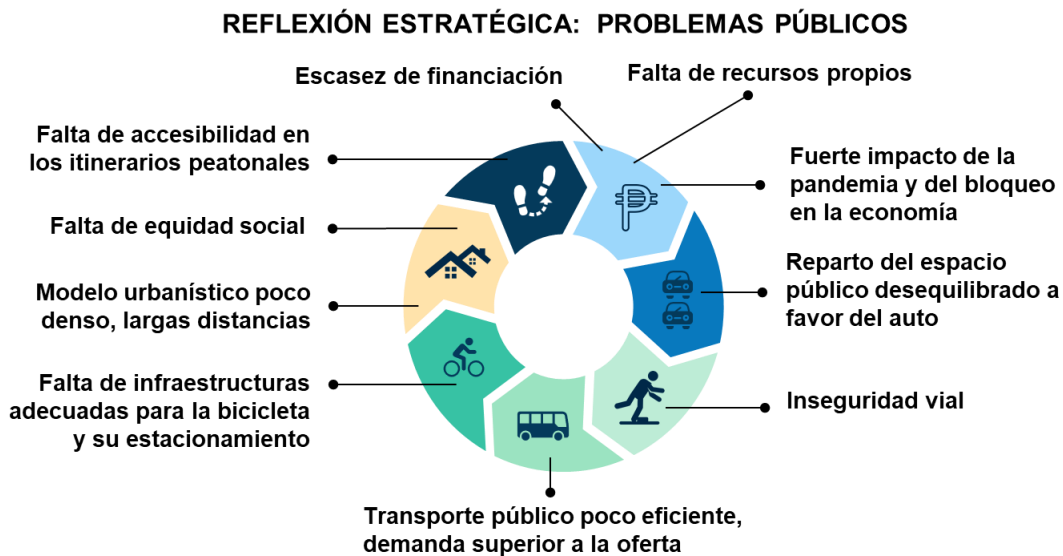 REFLEXIÓN ESTRATÉGICA: PROBLEMAS PÚBLICOS
Escasez de financiación
Falta de recursos propios
Fuerte impacto de la
pandemia y del bloqueo
en la economía
Reparto del espacio
público desequilibrado a
favor del auto
Inseguridad vial
Transporte público poco eficiente,
demanda superior a la oferta
Falta de infraestructuras
adecuadas para la bicicleta
y su estacionamiento
Modelo urbanístico poco
denso, largas distancias
Falta de equidad social
Falta de accesibilidad en
los itinerarios peatonales